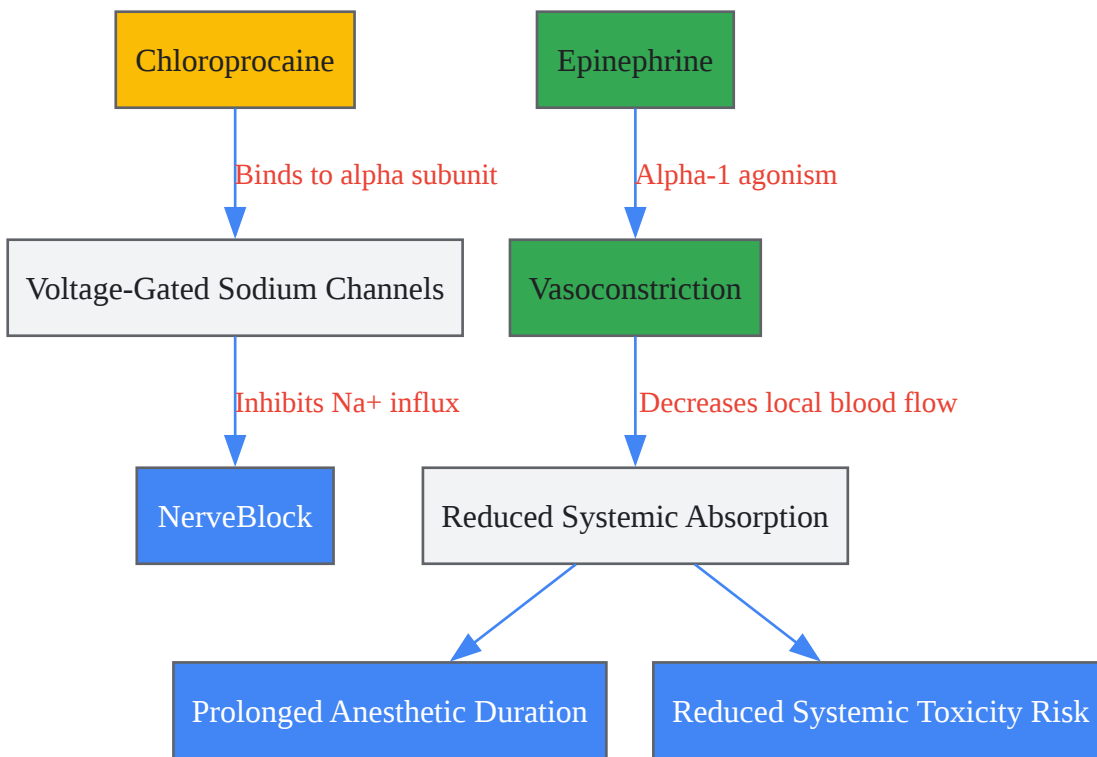 Chloroprocaine
Epinephrine
Binds to alpha subunit
Alpha-1 agonism
Voltage-Gated Sodium Channels
Vasoconstriction
Inhibits Na+ influx
Decreases local blood flow
NerveBlock
Reduced Systemic Absorption
Prolonged Anesthetic Duration
Reduced Systemic Toxicity Risk